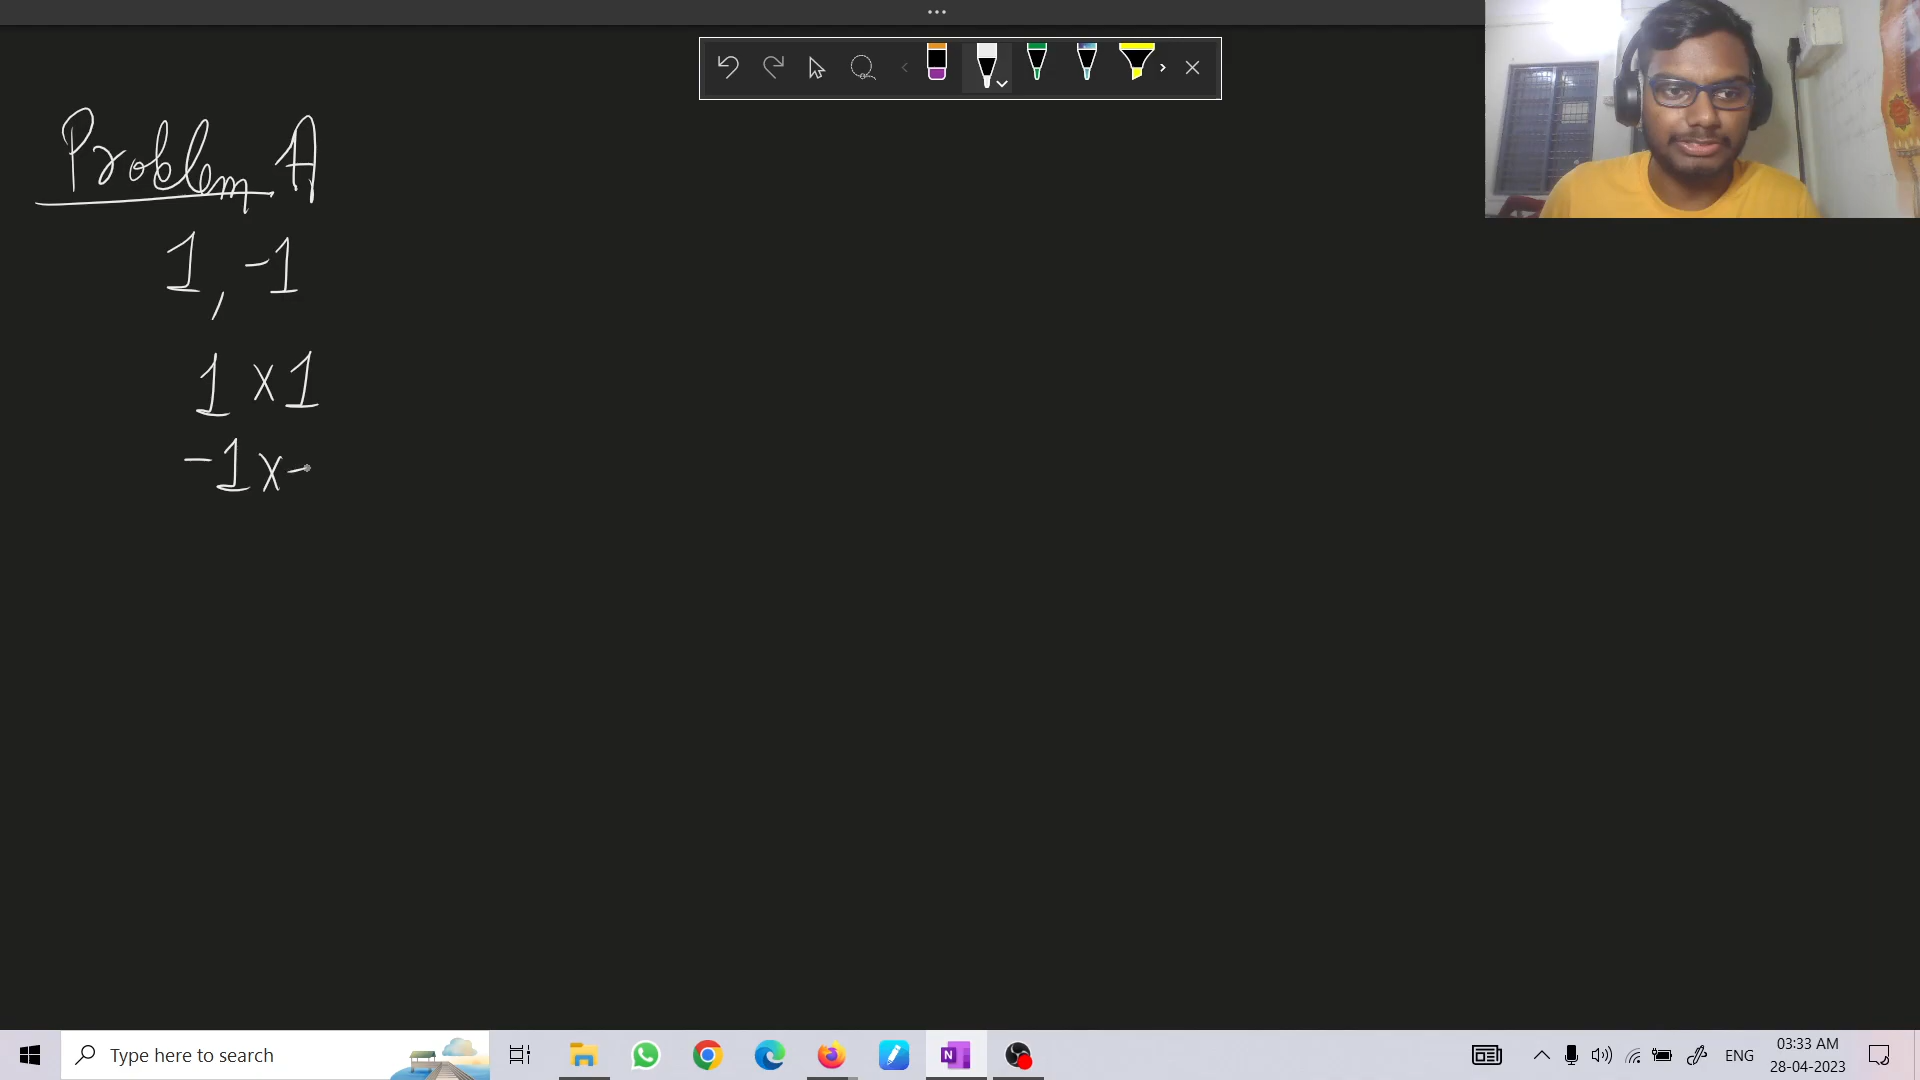 Problem A
1, -1
1 x 1
-1 x -
N
Type here to search
ENG
03:33 AM
28-04-2023